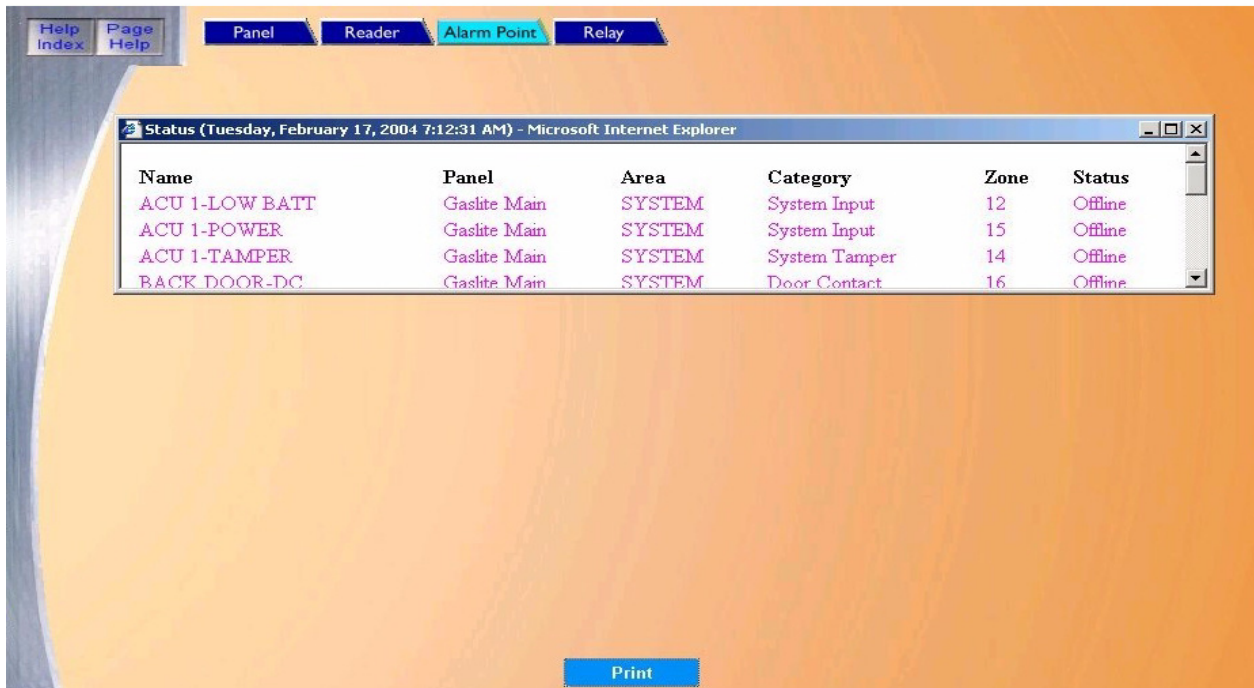 Help Index
Page Help
Panel Reader Alarm Point Relay
Status (Tuesday, February 17, 2004 7:12:31 AM) - Microsoft Internet Explorer
Name Panel Area Category Zone Status
ACU 1-LOW BATT Gaslite Main SYSTEM System Input 12 Offline
ACU 1-POWER Gaslite Main SYSTEM System Input 15 Offline
ACU 1-TAMPER Gaslite Main SYSTEM System Tamper 14 Offline
BACK DOOR-DC Gaslite Main SYSTEM Door Contact 16 Offline
Print